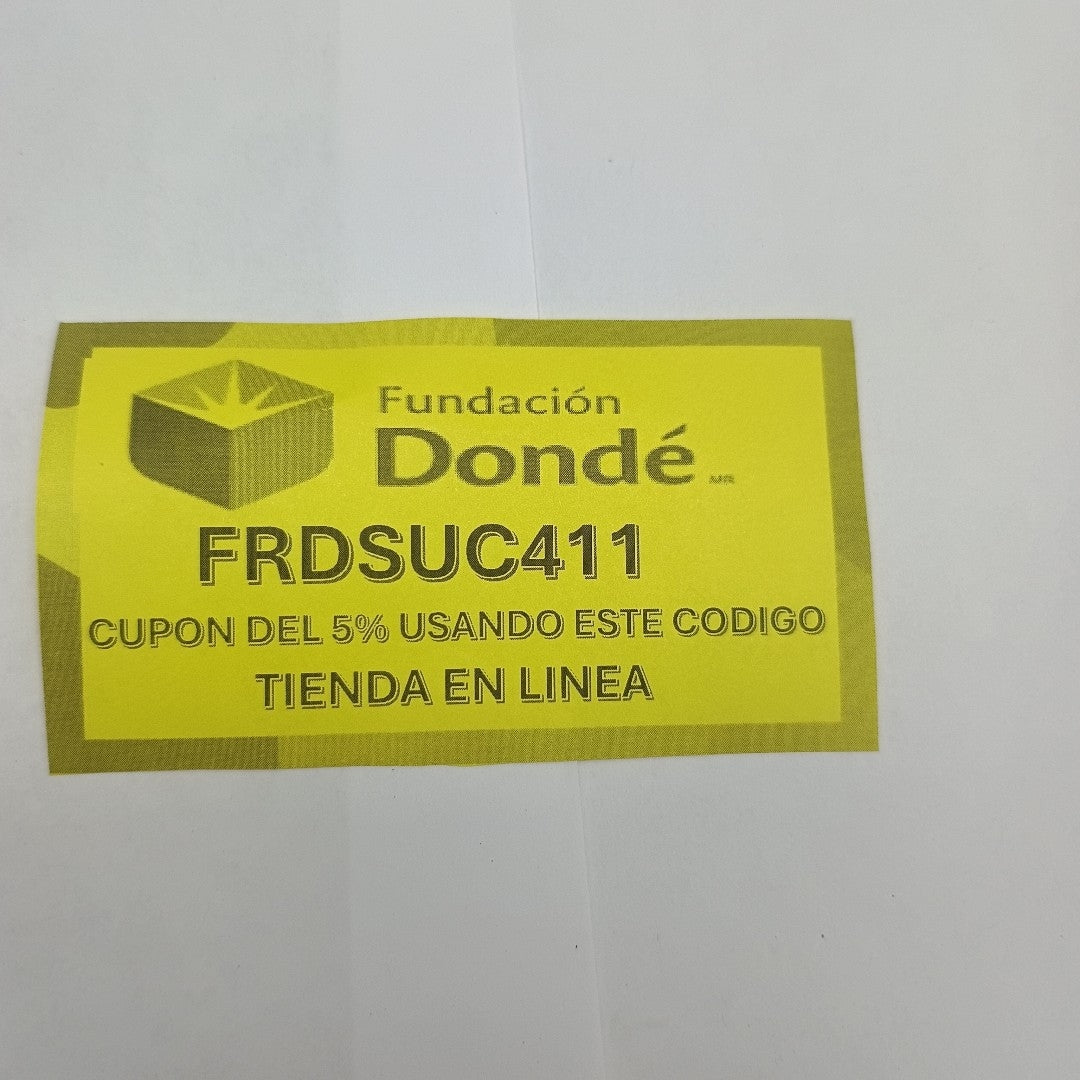 Fundación
Dondé MR
FRDSUC411
CUPON DEL 5% USANDO ESTE CODIGO
TIENDA EN LINEA